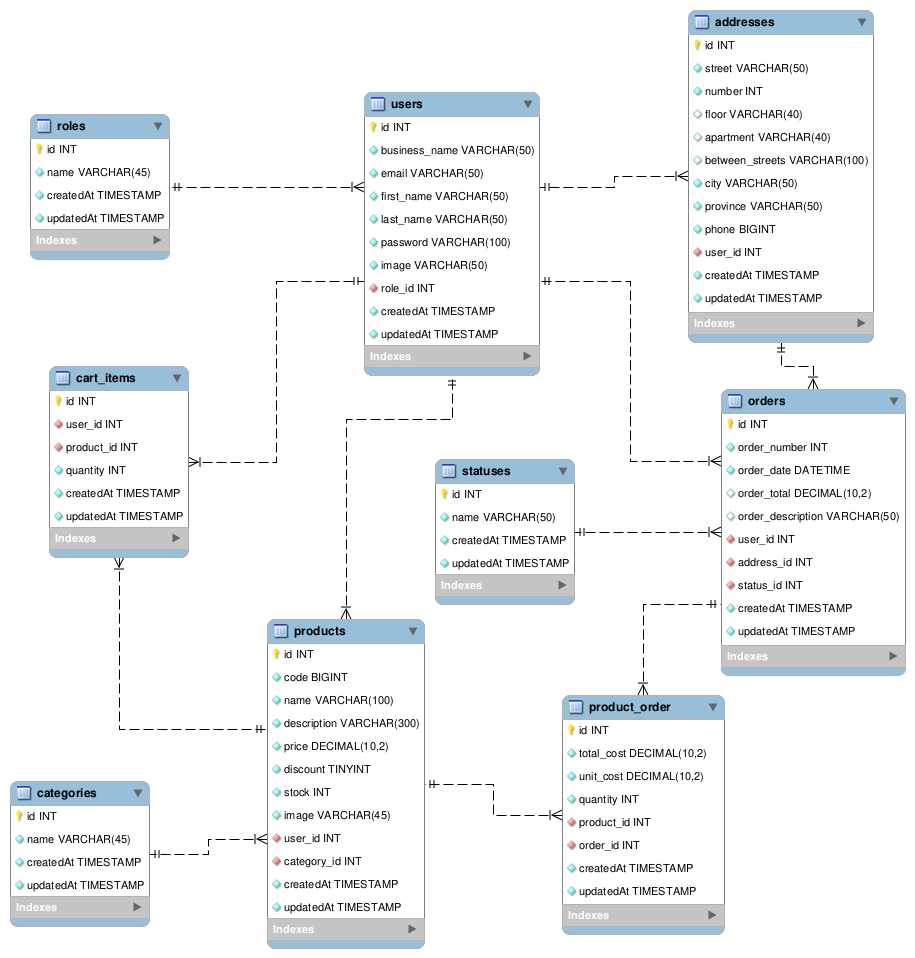 addresses
id INT
street VARCHAR(50)
number INT
floor VARCHAR(40)
apartment VARCHAR(40)
between_streets VARCHAR(100)
city VARCHAR(50)
province VARCHAR(50)
phone BIGINT
user_id INT
createdAt TIMESTAMP
updatedAt TIMESTAMP
Indexes
users
id INT
business_name VARCHAR(50)
email VARCHAR(50)
first_name VARCHAR(50)
last_name VARCHAR(50)
password VARCHAR(100)
image VARCHAR(50)
role_id INT
createdAt TIMESTAMP
updatedAt TIMESTAMP
Indexes
roles
id INT
name VARCHAR(45)
createdAt TIMESTAMP
updatedAt TIMESTAMP
Indexes
cart_items
id INT
user_id INT
product_id INT
quantity INT
createdAt TIMESTAMP
updatedAt TIMESTAMP
Indexes
orders
id INT
order_number INT
order_date DATETIME
order_total DECIMAL(10,2)
order_description VARCHAR(50)
user_id INT
address_id INT
status_id INT
createdAt TIMESTAMP
updatedAt TIMESTAMP
Indexes
statuses
id INT
name VARCHAR(50)
createdAt TIMESTAMP
updatedAt TIMESTAMP
Indexes
products
id INT
code BIGINT
name VARCHAR(100)
description VARCHAR(300)
price DECIMAL(10,2)
discount TINYINT
stock INT
image VARCHAR(45)
user_id INT
category_id INT
createdAt TIMESTAMP
updatedAt TIMESTAMP
Indexes
product_order
id INT
total_cost DECIMAL(10,2)
unit_cost DECIMAL(10,2)
quantity INT
product_id INT
order_id INT
createdAt TIMESTAMP
updatedAt TIMESTAMP
Indexes
categories
id INT
name VARCHAR(45)
createdAt TIMESTAMP
updatedAt TIMESTAMP
Indexes